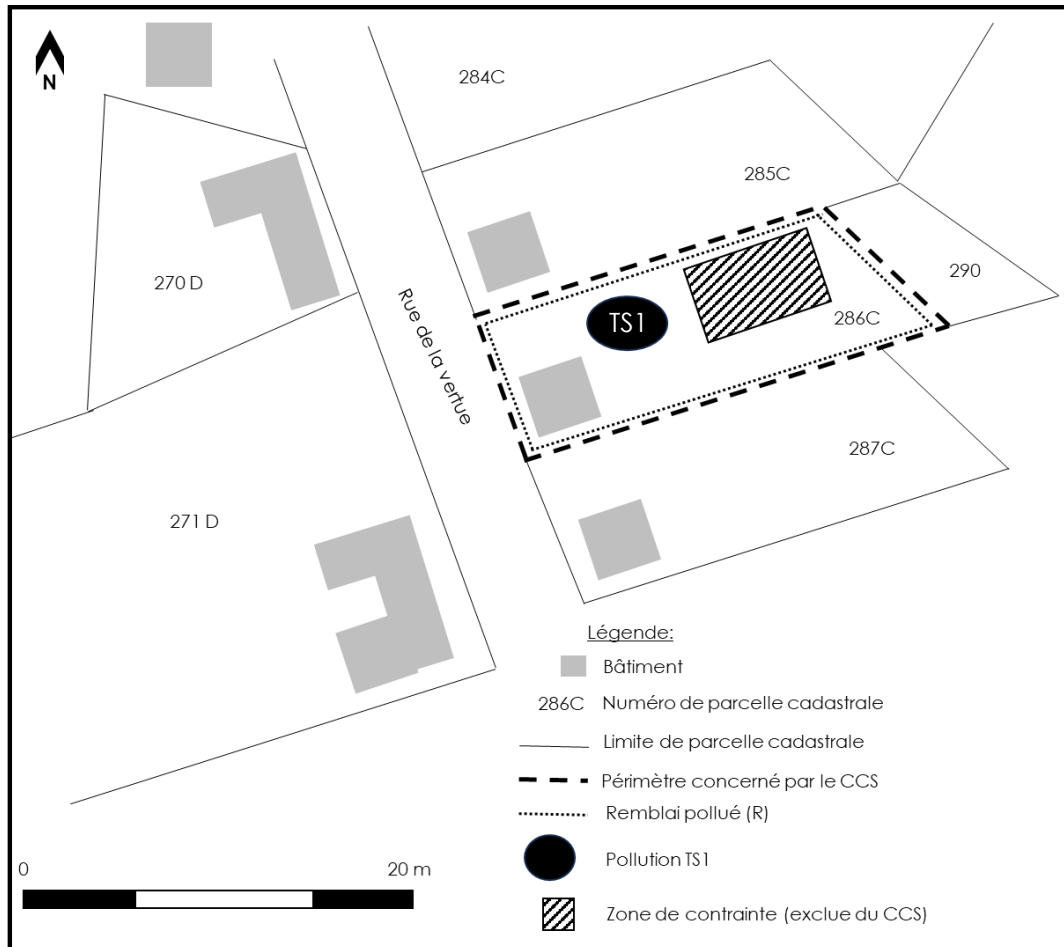 N
284C
285C
270 D
290
TS1
286C
Rue de la vertue
287C
271 D
Légende:
Bâtiment
286C Numéro de parcelle cadastrale
Limite de parcelle cadastrale
Périmètre concerné par le CCS
Remblai pollué (R)
0 20 m
Pollution TS1
Zone de contrainte (exclue du CCS)